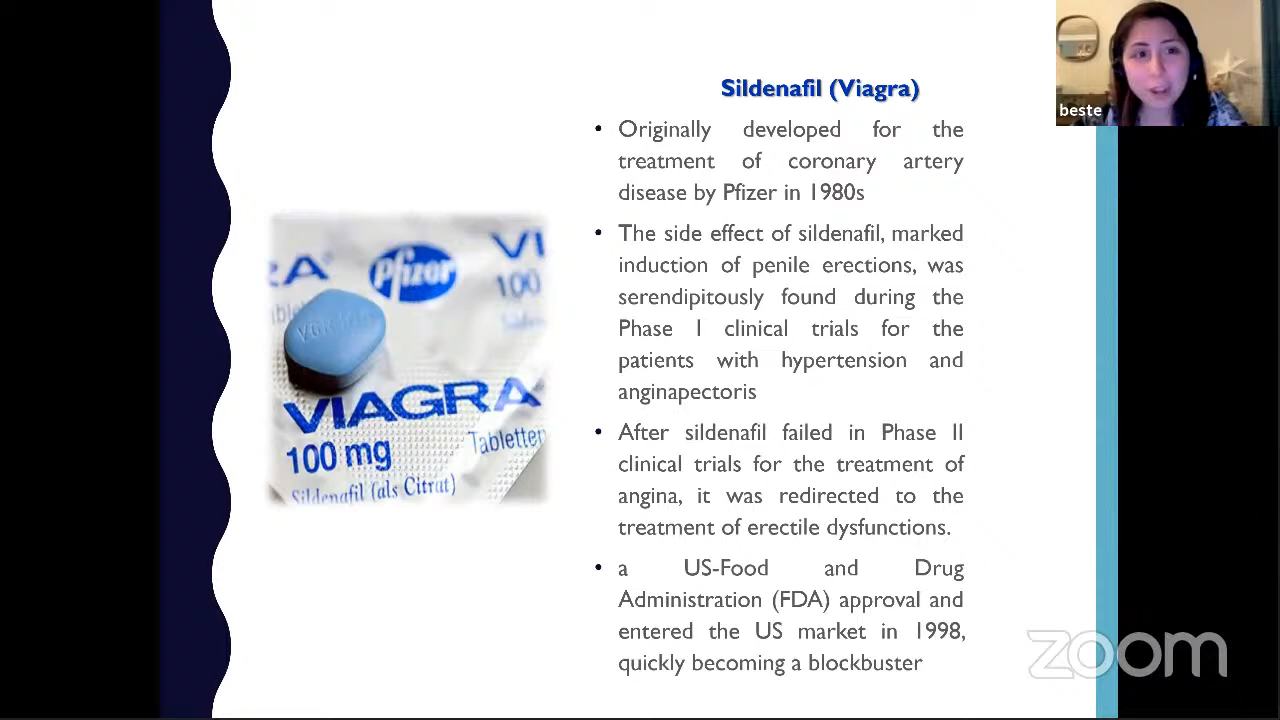 Sildenafil (Viagra)
• Originally developed for the
treatment of coronary artery
disease by Pfizer in 1980s
• The side effect of sildenafil, marked
induction of penile erections, was
serendipitously found during the
Phase I clinical trials for the
patients with hypertension and
anginapectoris
• After sildenafil failed in Phase II
clinical trials for the treatment of
angina, it was redirected to the
treatment of erectile dysfunctions.
• a US-Food and Drug
Administration (FDA) approval and
entered the US market in 1998,
quickly becoming a blockbuster
RA
Pfizer
VI
100
VIAGRA
100 mg
Tabletten
Sildenafil (als Citrat)
beste
zoom